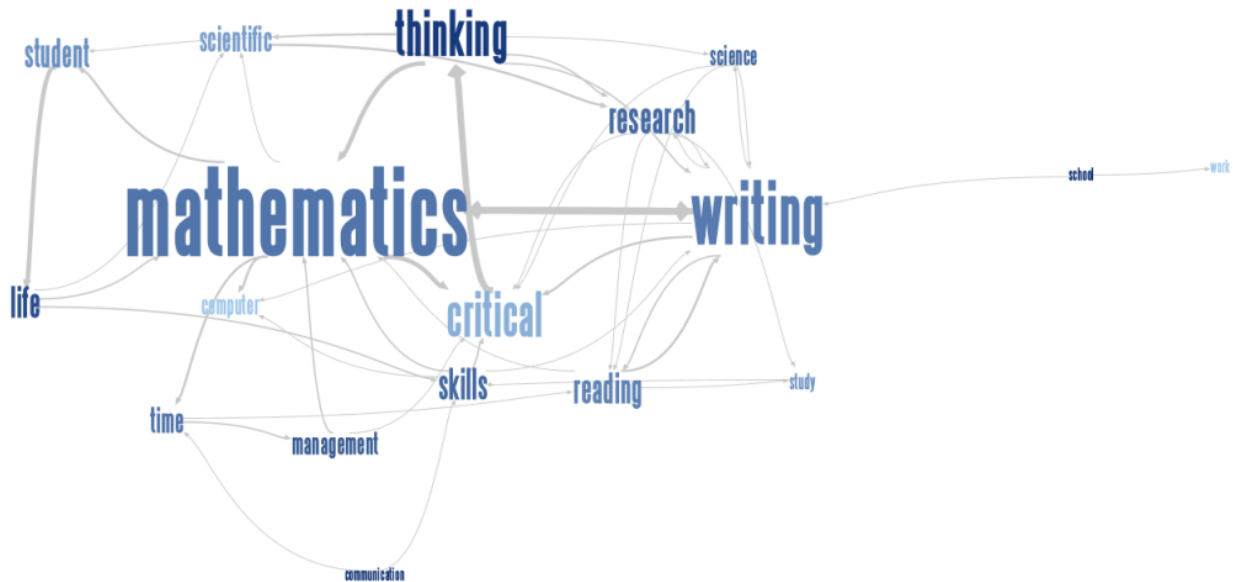 thinking
scientific
student
science
research
work
school
mathematics
writing
life
computer
critical
skills
reading
study
time
management
communication